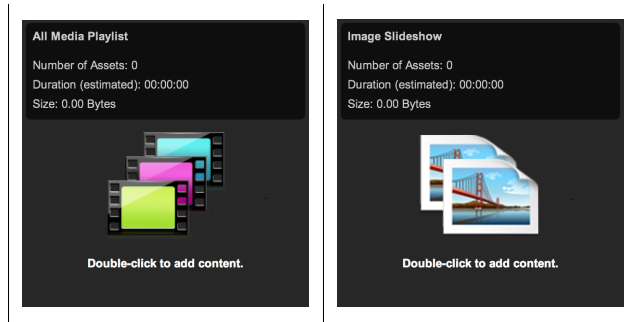 All Media Playlist
Number of Assets: 0
Duration (estimated): 00:00:00
Size: 0.00 Bytes
Double-click to add content.
Image Slideshow
Number of Assets: 0
Duration (estimated): 00:00:00
Size: 0.00 Bytes
Double-click to add content.